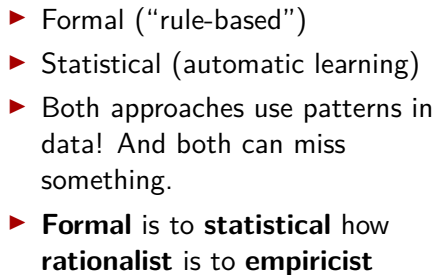 ▶ Formal (“rule-based”)
▶ Statistical (automatic learning)
▶ Both approaches use patterns in
data! And both can miss
something.
▶ Formal is to statistical how
rationalist is to empiricist